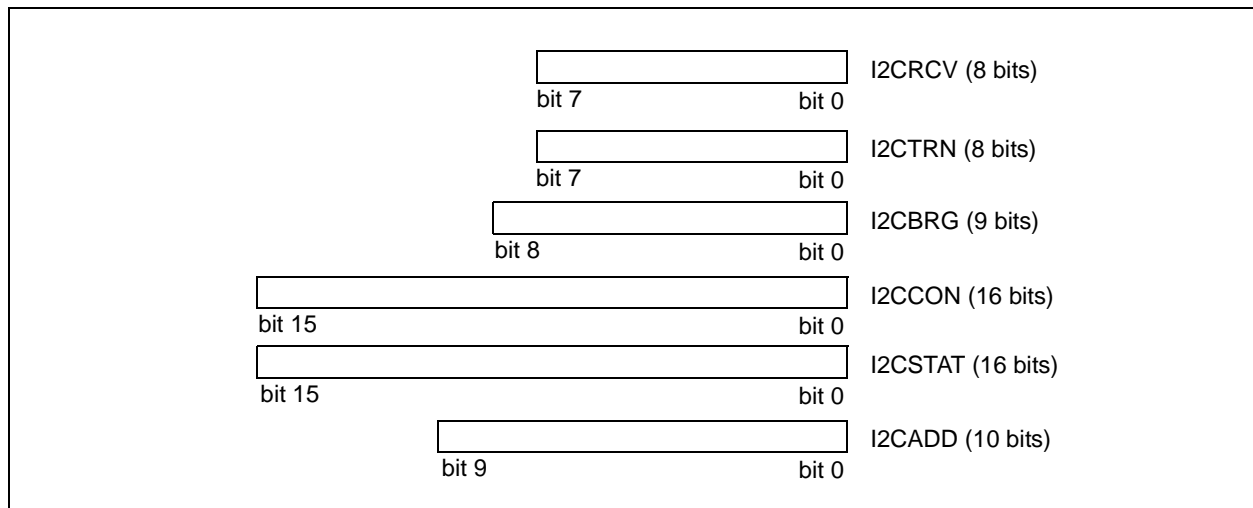 I2CRCV (8 bits)
bit 7 bit 0
I2CTRN (8 bits)
bit 7 bit 0
I2CBRG (9 bits)
bit 8 bit 0
I2CCON (16 bits)
bit 15 bit 0
I2CSTAT (16 bits)
bit 15 bit 0
I2CADD (10 bits)
bit 9 bit 0